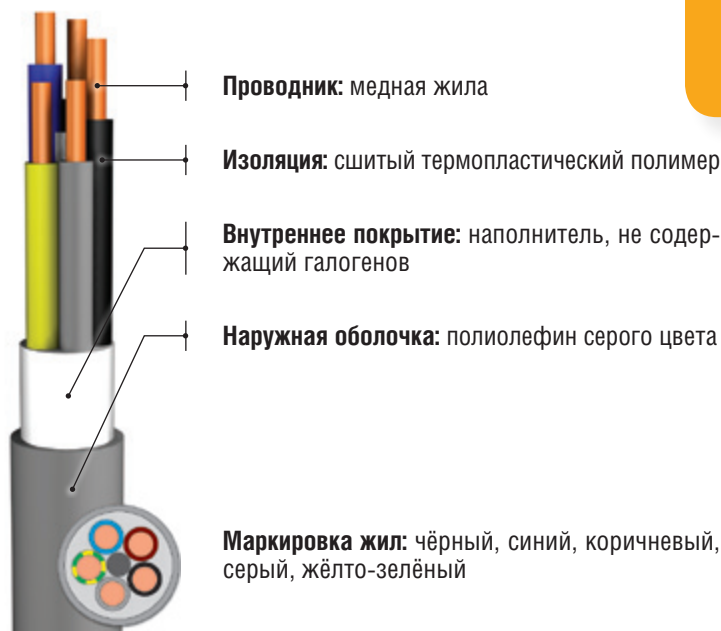 Проводник: медная жила
Изоляция: сшитый термопластический полимер
Внутреннее покрытие: наполнитель, не содер-
жащий галогенов
Наружная оболочка: полиолефин серого цвета
Маркировка жил: чёрный, синий, коричневый,
серый, жёлто-зелёный